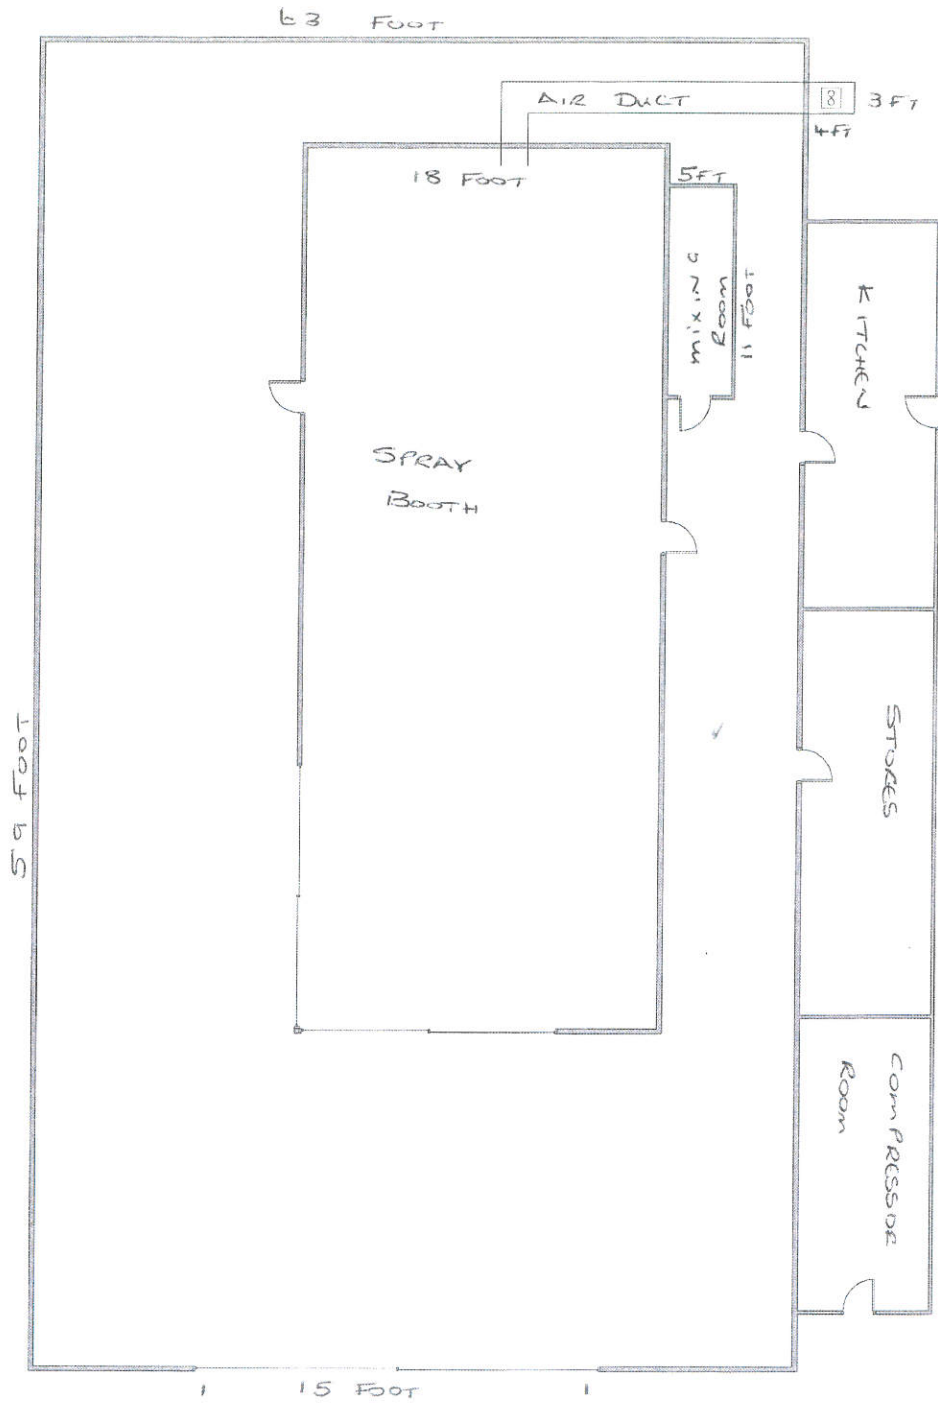 FOOT
AIR DUCT
8
3FT
4FT
18 FOOT
5FT
MIXING
ROOM
11 FOOT
KITCHEN
SPRAY
BOOTH
STORES
59 FOOT
COMPRESSOR
ROOM
15 FOOT